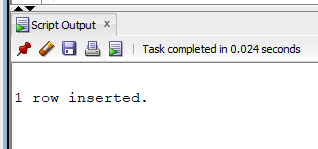 Script Output x
Task completed in 0.024 seconds
1 row inserted.